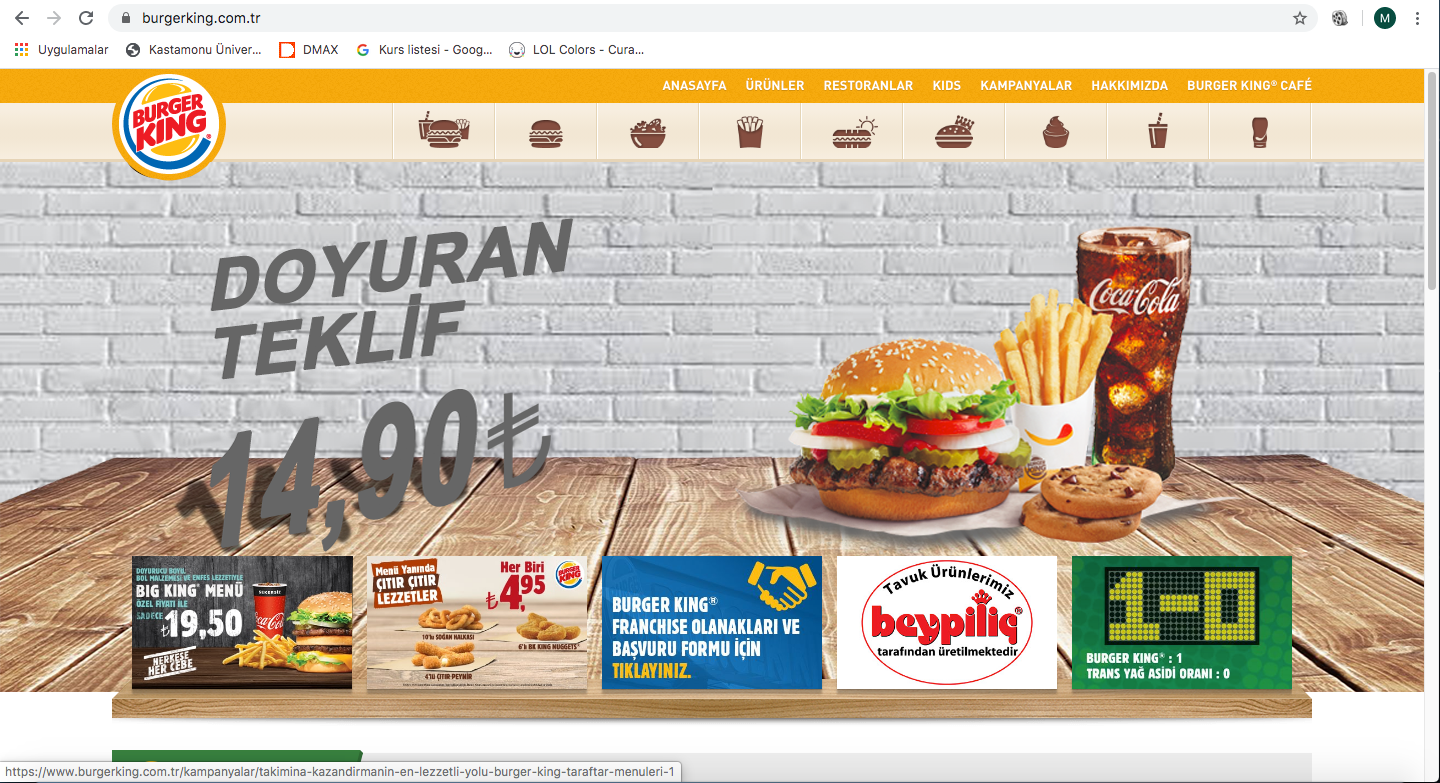 burgerking.com.tr
M
Uygulamalar
Kastamonu Üniver...
DMAX
Kurs listesi - Goog...
LOL Colors - Cura...
ANASAYFA
ÜRÜNLER
RESTORANLAR
KIDS
KAMPANYALAR
HAKKIMIZDA
BURGER KING® CAFÉ
BURGER
KING®
DOYURAN
TEKLİF
14,90₺
Coca-Cola
DOYURUCU BOYU,
BOL MALZEMESİ VE ENFES LEZZETİYLE
BIG KING® MENÜ
ÖZEL FİYATI İLE
SADECE
₺19,50
HERKESE
HER CEBE
Coca-Cola
Menü Yanında
ÇITIR ÇITIR
LEZZETLER
Her Biri
₺4,95
BURGER
KING
10'lu SOĞAN HALKASI
6'lı BK KING NUGGETS®
4'lü ÇITIR PEYNİR
BURGER KING®
FRANCHISE OLANAKLARI VE
BAŞVURU FORMU İÇİN
TIKLAYINIZ.
Tavuk Ürünlerimiz
beypiliç®
tarafından üretilmektedir
1-0
BURGER KING® : 1
TRANS YAĞ ASİDİ ORANI : 0
https://www.burgerking.com.tr/kampanyalar/takimina-kazandirmanin-en-lezzetli-yolu-burger-king-taraftar-menuleri-1